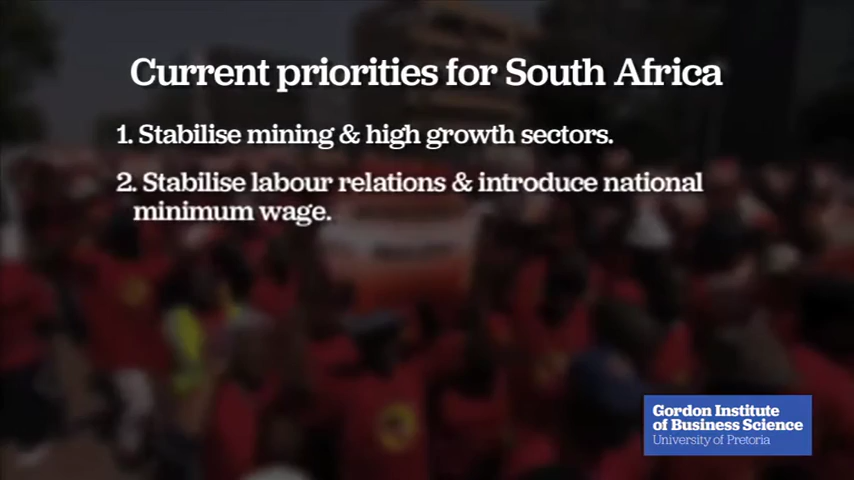 Current priorities for South Africa
1. Stabilise mining & high growth sectors.
2. Stabilise labour relations & introduce national
minimum wage.
Gordon Institute
of Business Science
University of Pretoria